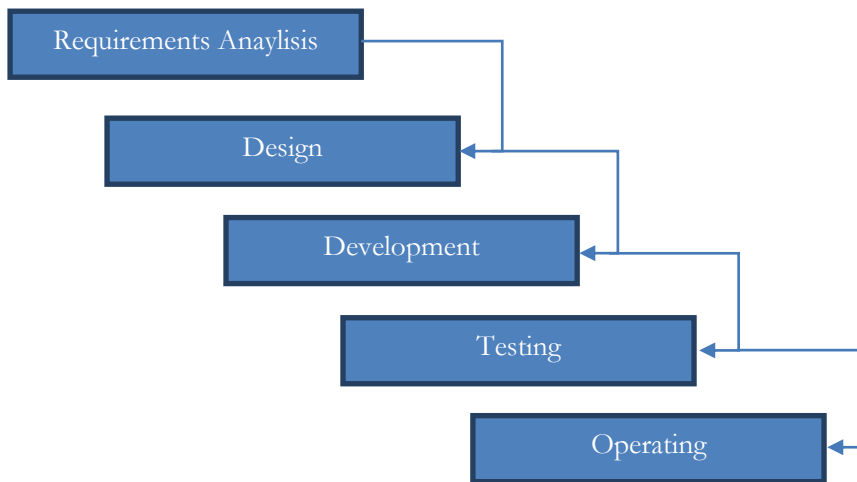 Requirements Anaylisis
Design
Development
Testing
Operating